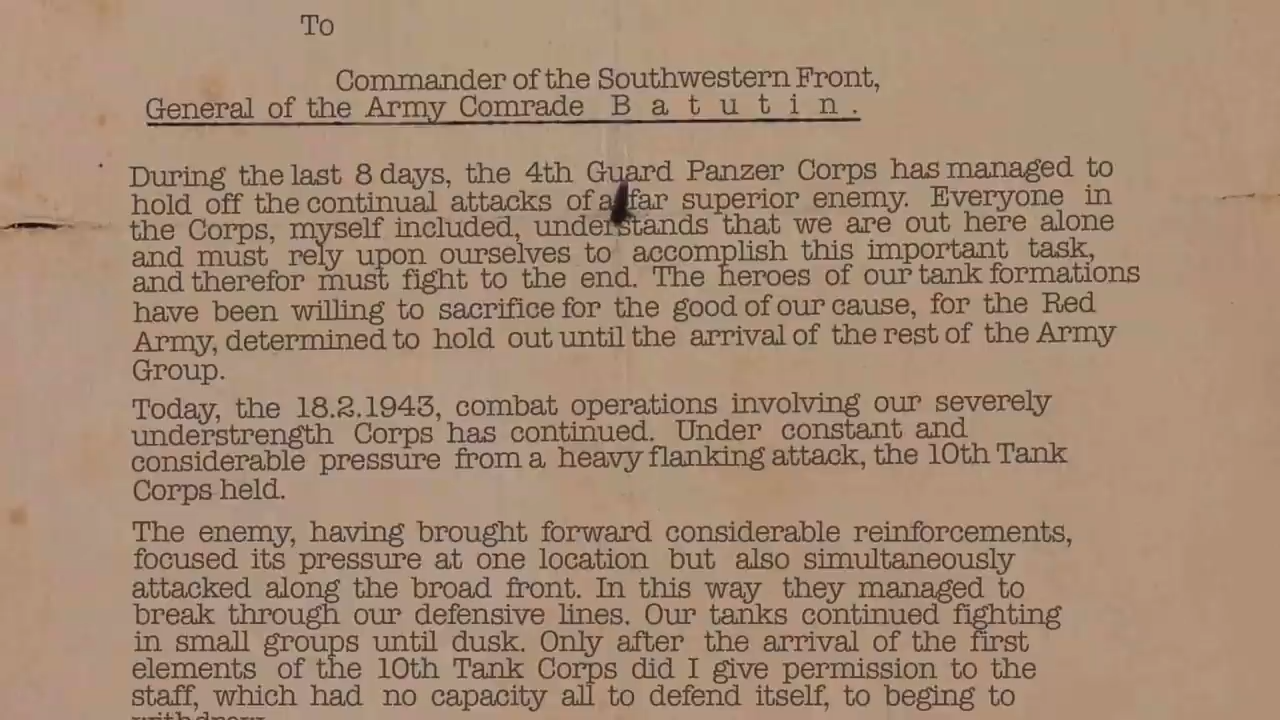 To
Commander of the Southwestern Front,
General of the Army Comrade B a t u t i n .
During the last 8 days, the 4th Guard Panzer Corps has managed to
hold off the continual attacks of a far superior enemy. Everyone in
the Corps, myself included, understands that we are out here alone
and must rely upon ourselves to accomplish this important task,
and therefor must fight to the end. The heroes of our tank formations
have been willing to sacrifice for the good of our cause, for the Red
Army, determined to hold out until the arrival of the rest of the Army
Group.
Today, the 18.2.1943, combat operations involving our severely
understrength Corps has continued. Under constant and
considerable pressure from a heavy flanking attack, the 10th Tank
Corps held.
The enemy, having brought forward considerable reinforcements,
focused its pressure at one location but also simultaneously
attacked along the broad front. In this way they managed to
break through our defensive lines. Our tanks continued fighting
in small groups until dusk. Only after the arrival of the first
elements of the 10th Tank Corps did I give permission to the
staff, which had no capacity all to defend itself, to beging to